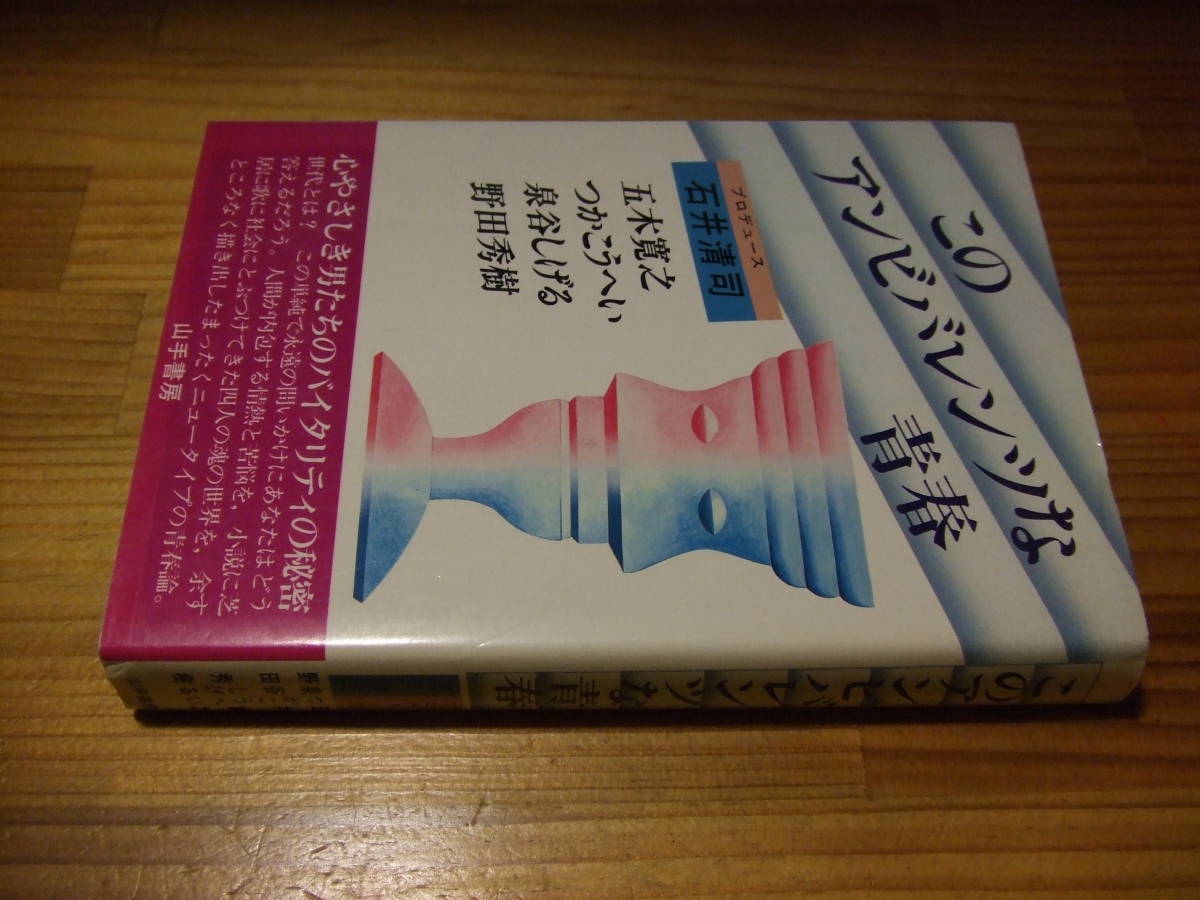 この
アンビバレンツな
青春
プロデュース
石井清司
五木寛之
つかこうへい
泉谷しげる
野田秀樹
心やさしき男たちのバイタリティの秘密
世代とは？ この単純で永遠の問いかけにあなたはどう
答えるだろう。人間が内包する情熱と苦悩を，小説に芝
居に歌に社会にとぶつけてきた四人の魂の世界を，余す
ところなく描き出したまったくニュータイプの青春論。
山手書房
このアンビバレンツな青春